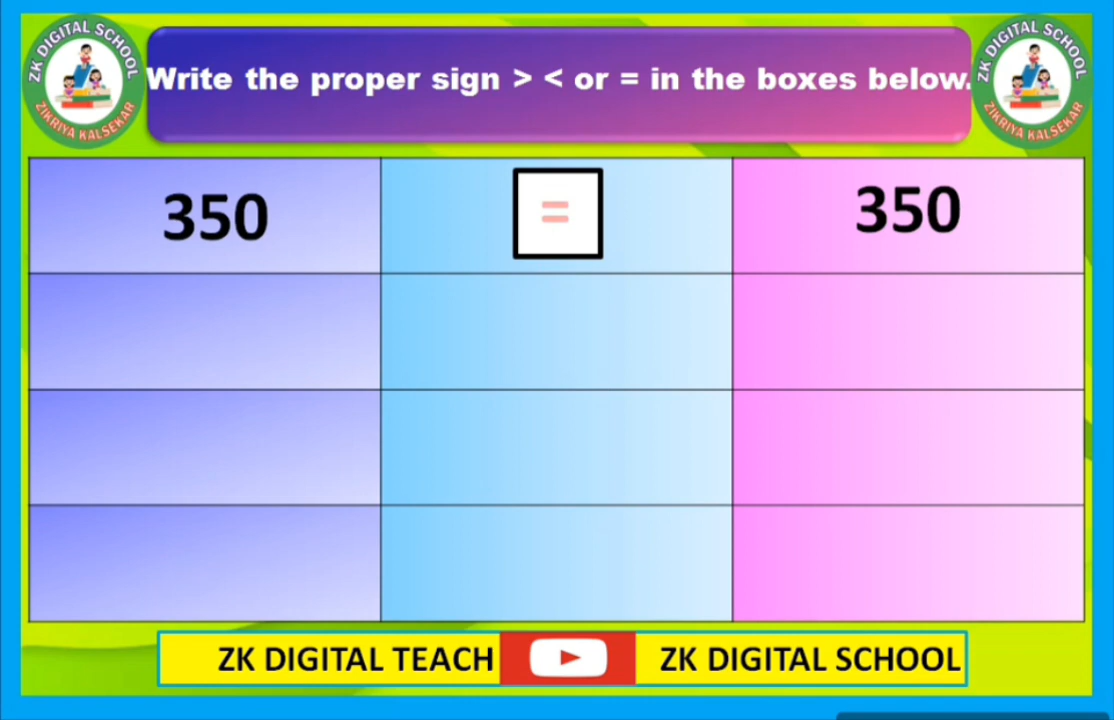 ZK DIGITAL SCHOOL
ZIKRIYA KALSEKAR
Write the proper sign > < or = in the boxes below.
ZK DIGITAL SCHOOL
ZIKRIYA KALSEKAR
350 = 350
ZK DIGITAL TEACH ZK DIGITAL SCHOOL